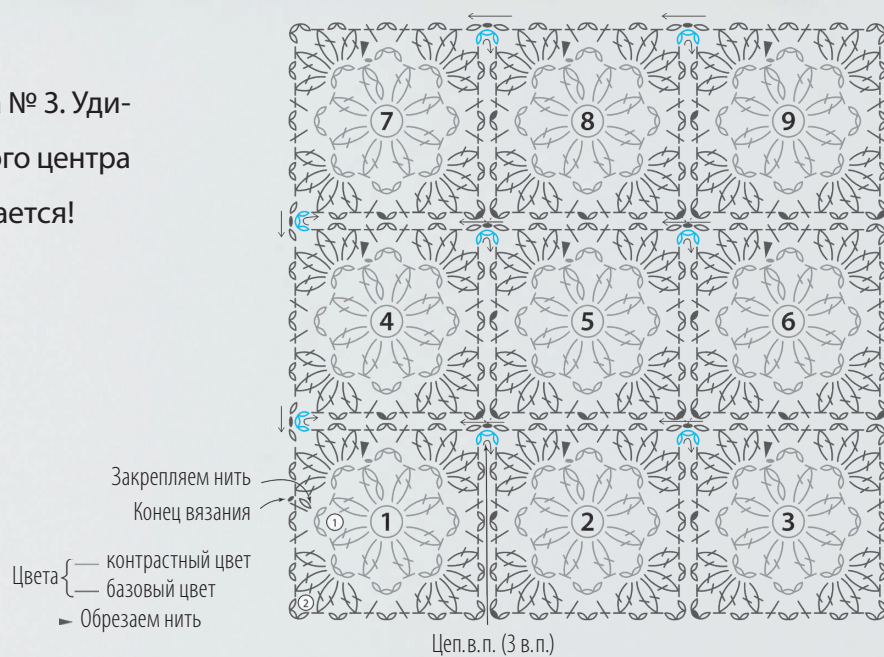 № 3. Уди-
ого центра
ается!
7
8
9
4
5
6
1
2
3
Закрепляем нить
Конец вязания
①
②
Цвета { контрастный цвет
базовый цвет
Обрезаем нить
Цеп.в.п. (3 в.п.)